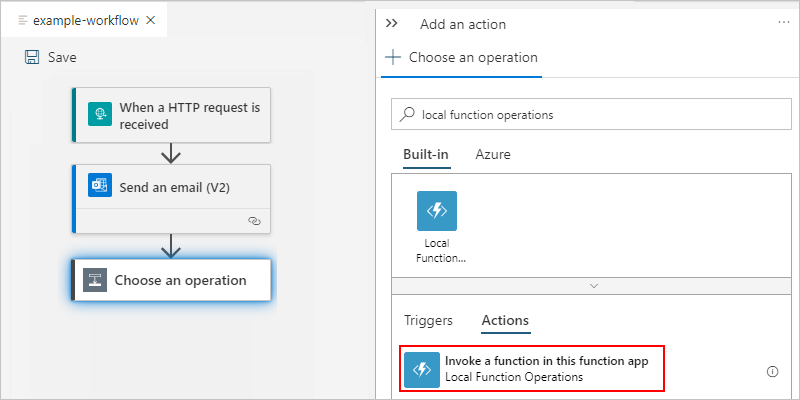 example-workflow
Save
When a HTTP request is
received
Send an email (V2)
Choose an operation
Add an action
Choose an operation
local function operations
Built-in
Azure
Local
Function...
Triggers
Actions
Invoke a function in this function app
Local Function Operations